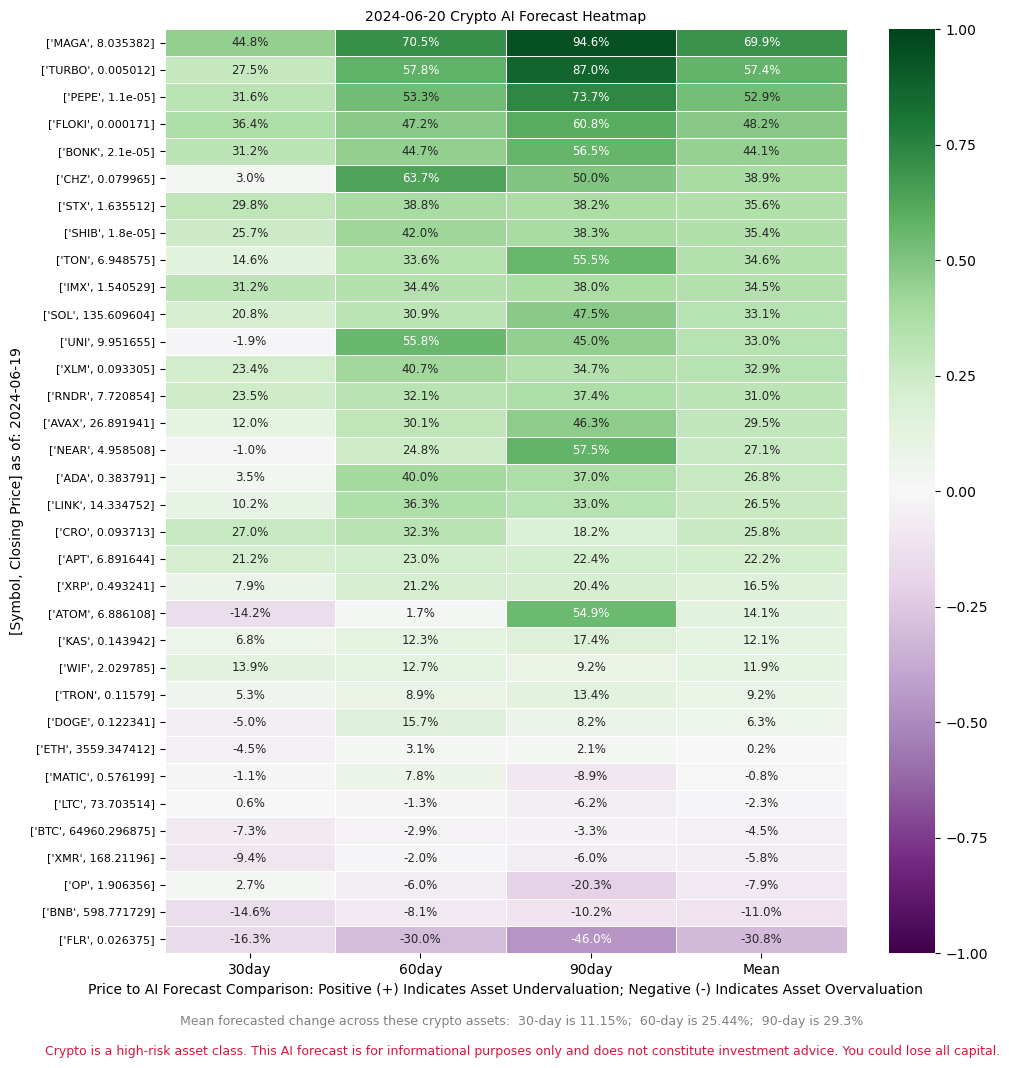 2024-06-20 Crypto AI Forecast Heatmap
['MAGA', 8.035382] 44.8% 70.5% 94.6% 69.9%
['TURBO', 0.005012] 27.5% 57.8% 87.0% 57.4%
['PEPE', 1.1e-05] 31.6% 53.3% 73.7% 52.9%
['FLOKI', 0.000171] 36.4% 47.2% 60.8% 48.2%
['BONK', 2.1e-05] 31.2% 44.7% 56.5% 44.1%
['CHZ', 0.079965] 3.0% 63.7% 50.0% 38.9%
['STX', 1.635512] 29.8% 38.8% 38.2% 35.6%
['SHIB', 1.8e-05] 25.7% 42.0% 38.3% 35.4%
['TON', 6.948575] 14.6% 33.6% 55.5% 34.6%
['IMX', 1.540529] 31.2% 34.4% 38.0% 34.5%
['SOL', 135.609604] 20.8% 30.9% 47.5% 33.1%
['UNI', 9.951655] -1.9% 55.8% 45.0% 33.0%
['XLM', 0.093305] 23.4% 40.7% 34.7% 32.9%
['RNDR', 7.720854] 23.5% 32.1% 37.4% 31.0%
['AVAX', 26.891941] 12.0% 30.1% 46.3% 29.5%
['NEAR', 4.958508] -1.0% 24.8% 57.5% 27.1%
['ADA', 0.383791] 3.5% 40.0% 37.0% 26.8%
['LINK', 14.334752] 10.2% 36.3% 33.0% 26.5%
['CRO', 0.093713] 27.0% 32.3% 18.2% 25.8%
['APT', 6.891644] 21.2% 23.0% 22.4% 22.2%
['XRP', 0.493241] 7.9% 21.2% 20.4% 16.5%
['ATOM', 6.886108] -14.2% 1.7% 54.9% 14.1%
['KAS', 0.143942] 6.8% 12.3% 17.4% 12.1%
['WIF', 2.029785] 13.9% 12.7% 9.2% 11.9%
['TRON', 0.11579] 5.3% 8.9% 13.4% 9.2%
['DOGE', 0.122341] -5.0% 15.7% 8.2% 6.3%
['ETH', 3559.347412] -4.5% 3.1% 2.1% 0.2%
['MATIC', 0.576199] -1.1% 7.8% -8.9% -0.8%
['LTC', 73.703514] 0.6% -1.3% -6.2% -2.3%
['BTC', 64960.296875] -7.3% -2.9% -3.3% -4.5%
['XMR', 168.21196] -9.4% -2.0% -6.0% -5.8%
['OP', 1.906356] 2.7% -6.0% -20.3% -7.9%
['BNB', 598.771729] -14.6% -8.1% -10.2% -11.0%
['FLR', 0.026375] -16.3% -30.0% -46.0% -30.8%
30day 60day 90day Mean
[Symbol, Closing Price] as of: 2024-06-19
1.00
0.75
0.50
0.25
0.00
−0.25
−0.50
−0.75
−1.00
Price to AI Forecast Comparison: Positive (+) Indicates Asset Undervaluation; Negative (-) Indicates Asset Overvaluation
Mean forecasted change across these crypto assets:  30-day is 11.15%;  60-day is 25.44%;  90-day is 29.3%
Crypto is a high-risk asset class. This AI forecast is for informational purposes only and does not constitute investment advice. You could lose all capital.